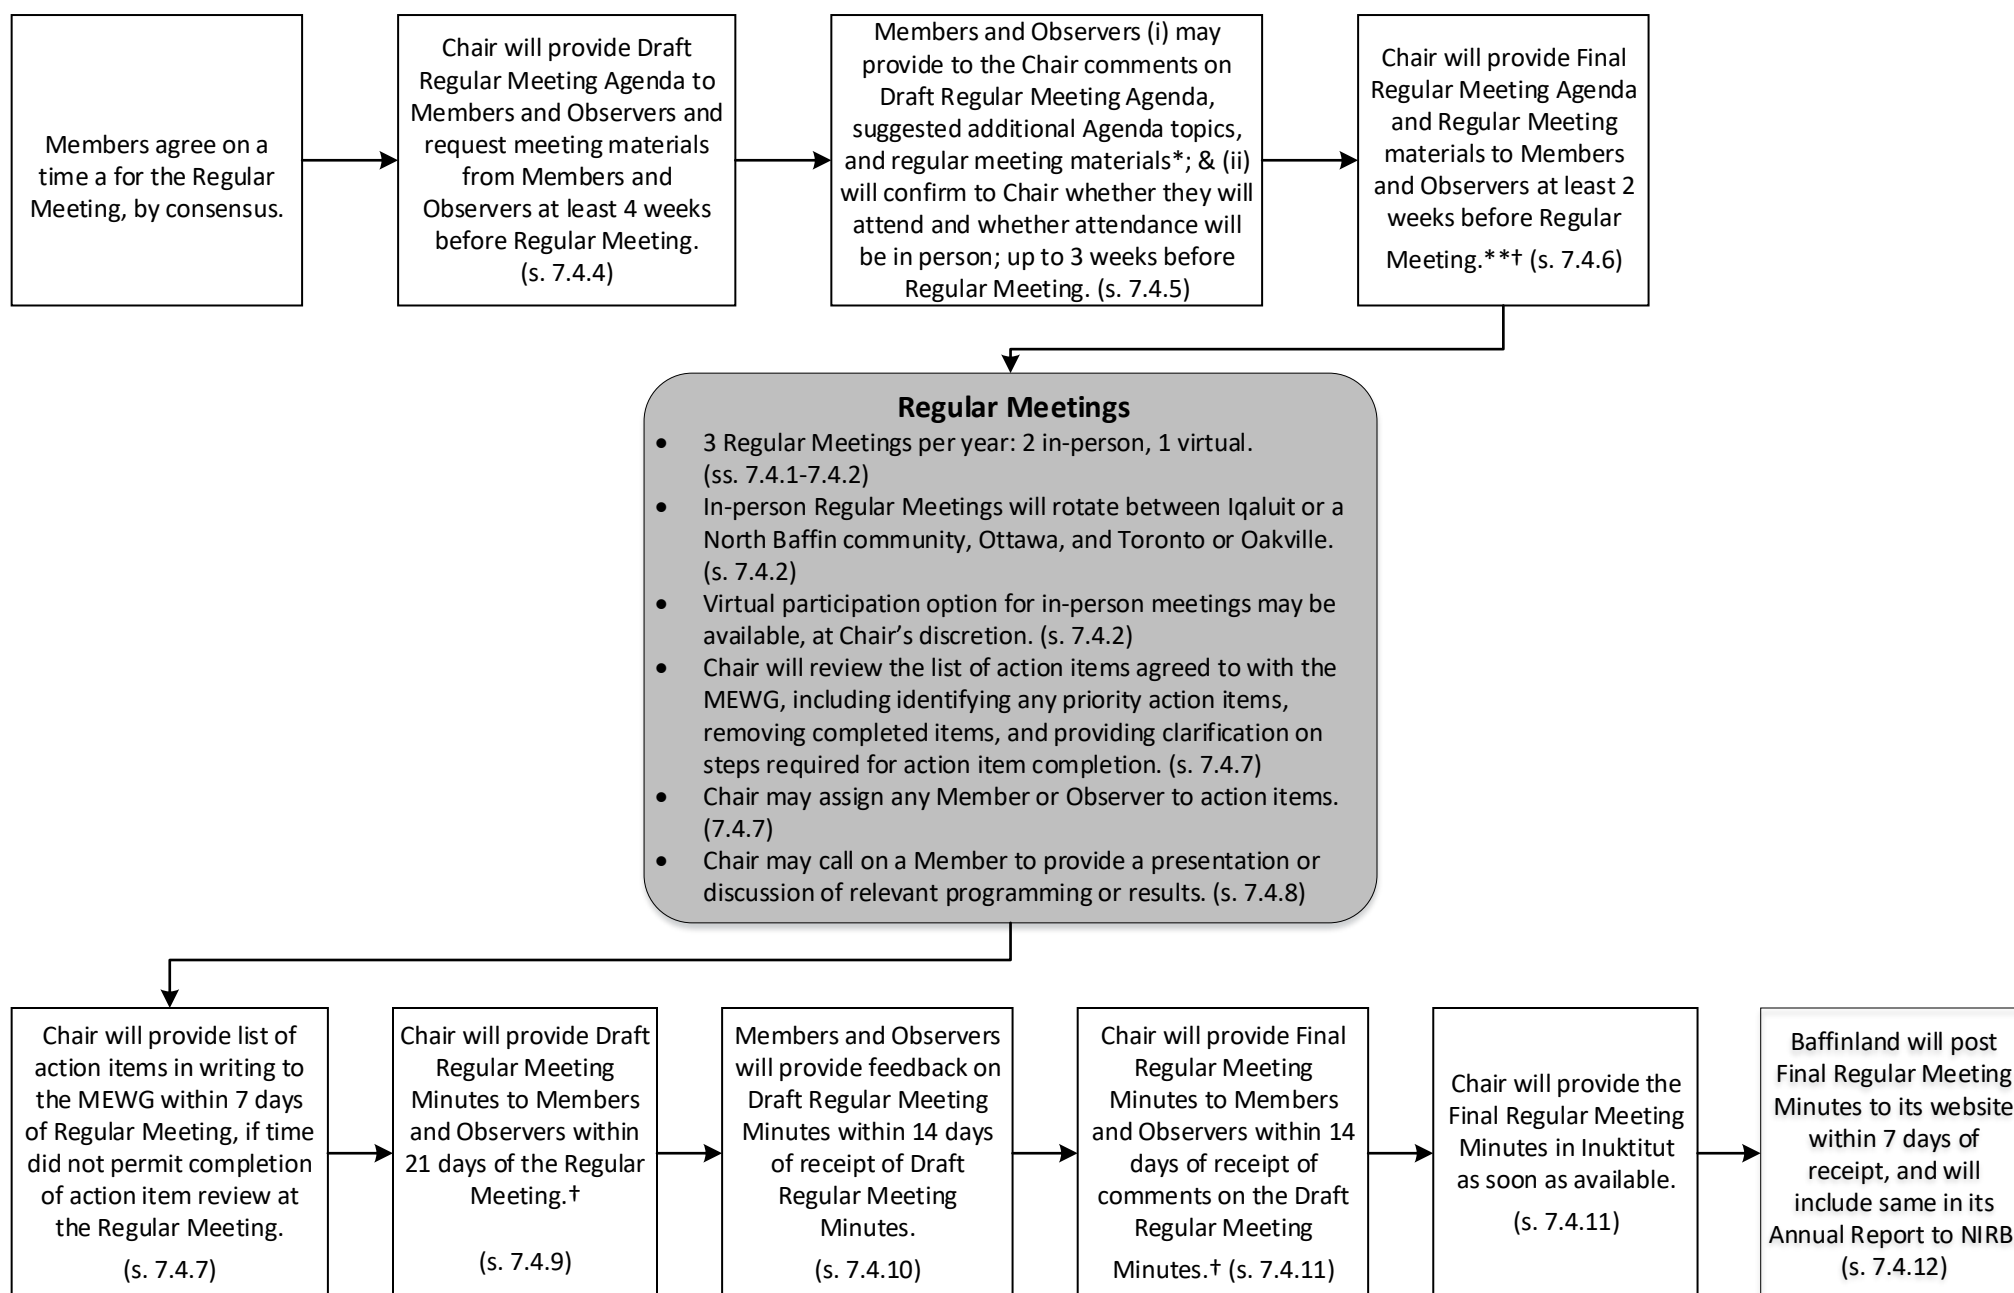 Members agree on a
time a for the Regular
Meeting, by consensus.
Chair will provide Draft
Regular Meeting Agenda to
Members and Observers and
request meeting materials
from Members and
Observers at least 4 weeks
before Regular Meeting.
(s. 7.4.4)
Members and Observers (i) may
provide to the Chair comments on
Draft Regular Meeting Agenda,
suggested additional Agenda topics,
and regular meeting materials*; & (ii)
will confirm to Chair whether they will
attend and whether attendance will
be in person; up to 3 weeks before
Regular Meeting. (s. 7.4.5)
Chair will provide Final
Regular Meeting Agenda
and Regular Meeting
materials to Members
and Observers at least 2
weeks before Regular
Meeting.**† (s. 7.4.6)
Regular Meetings
• 3 Regular Meetings per year: 2 in-person, 1 virtual.
(ss. 7.4.1-7.4.2)
• In-person Regular Meetings will rotate between Iqaluit or a
North Baffin community, Ottawa, and Toronto or Oakville.
(s. 7.4.2)
• Virtual participation option for in-person meetings may be
available, at Chair’s discretion. (s. 7.4.2)
• Chair will review the list of action items agreed to with the
MEWG, including identifying any priority action items,
removing completed items, and providing clarification on
steps required for action item completion. (s. 7.4.7)
• Chair may assign any Member or Observer to action items.
(7.4.7)
• Chair may call on a Member to provide a presentation or
discussion of relevant programming or results. (s. 7.4.8)
Chair will provide list of
action items in writing to
the MEWG within 7 days
of Regular Meeting, if time
did not permit completion
of action item review at
the Regular Meeting.
(s. 7.4.7)
Chair will provide Draft
Regular Meeting
Minutes to Members
and Observers within
21 days of the Regular
Meeting.†
(s. 7.4.9)
Members and Observers
will provide feedback on
Draft Regular Meeting
Minutes within 14 days
of receipt of Draft
Regular Meeting
Minutes.
(s. 7.4.10)
Chair will provide Final
Regular Meeting
Minutes to Members
and Observers within 14
days of receipt of
comments on the Draft
Regular Meeting
Minutes.† (s. 7.4.11)
Chair will provide the
Final Regular Meeting
Minutes in Inuktitut
as soon as available.
(s. 7.4.11)
Baffinland will post
Final Regular Meeting
Minutes to its website
within 7 days of
receipt, and will
include same in its
Annual Report to NIRB
(s. 7.4.12)